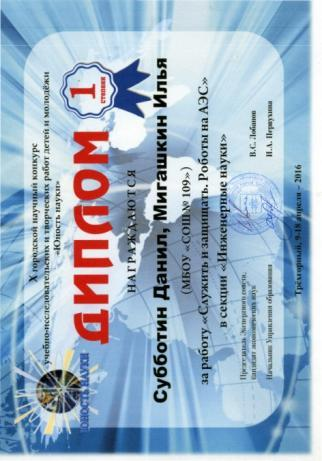 X городской научный конкурс
учебно-исследовательских и творческих работ детей и молодёжи
«Юность науки»
ЮНОСТЬ НАУКИ
ДИПЛОМ
1
степени
НАГРАЖДАЮТСЯ
Субботин Данил, Мигашкин Илья
(МБОУ «СОШ № 109»)
за работу «Служить и защищать. Роботы на АЭС»
в секции «Инженерные науки»
Председатель Экспертного совета,
кандидат экономических наук
В.С. Лобанов
Начальник Управления образования
И.А. Первухина
Трёхгорный, 9-18 апреля – 2016